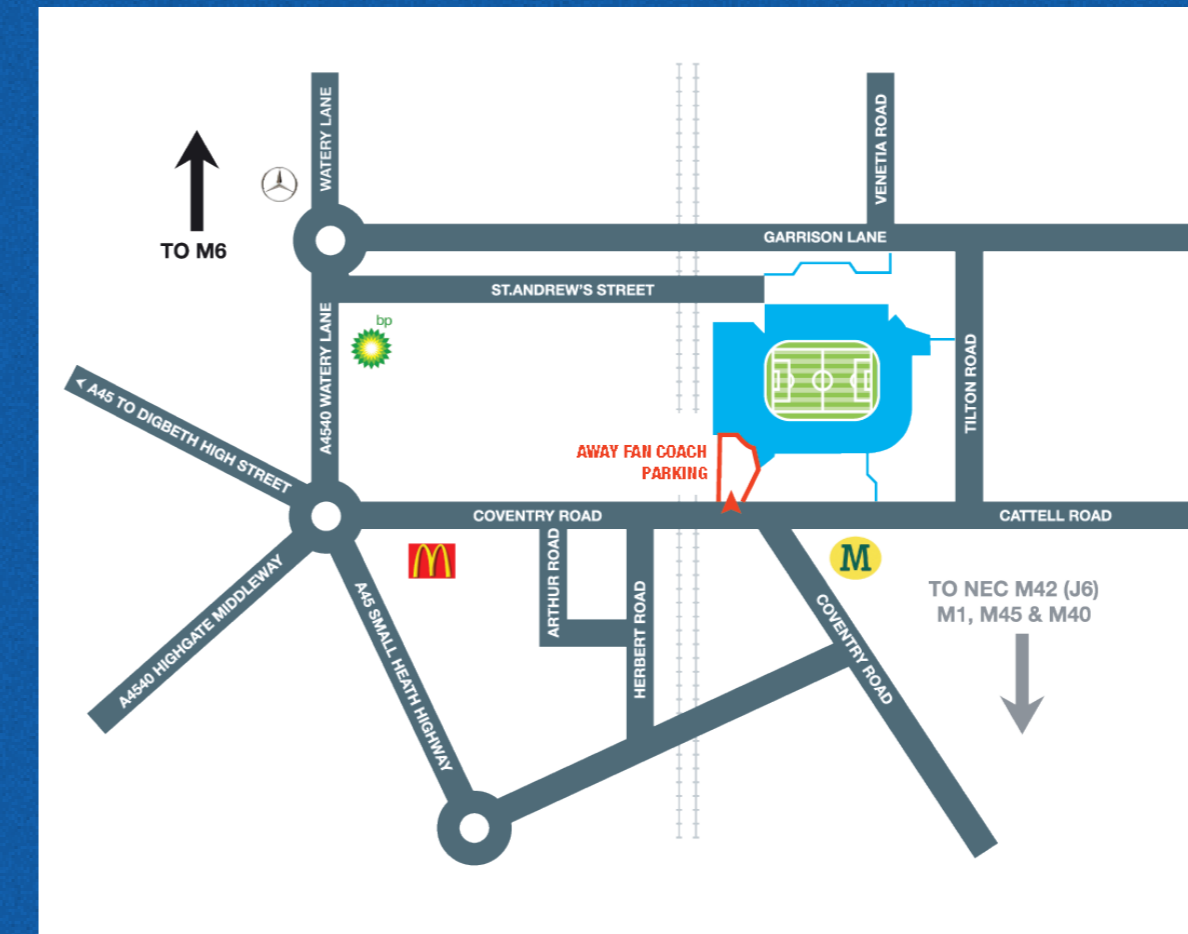 WATERY LANE
VENETIA ROAD
TO M6
GARRISON LANE
ST.ANDREW'S STREET
bp
A4540 WATERY LANE
TILTON ROAD
< A45 TO DIGBETH HIGH STREET
AWAY FAN COACH
PARKING
COVENTRY ROAD
CATTELL ROAD
M
ARTHUR ROAD
HERBERT ROAD
A4540 HIGHGATE MIDDLEWAY
A45 SMALL HEATH HIGHWAY
M
COVENTRY ROAD
TO NEC M42 (J6)
M1, M45 & M40